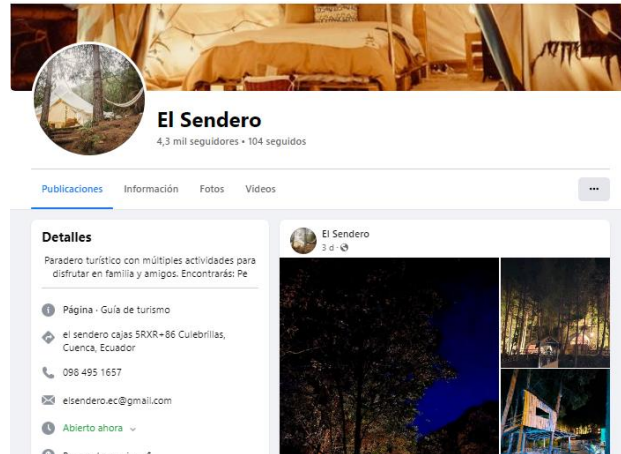 El Sendero
4,3 mil seguidores • 104 seguidos
Publicaciones Información Fotos Videos
Detalles
Paradero turístico con múltiples actividades para
disfrutar en familia y amigos. Encontrarás: Pe
Página · Guía de turismo
el sendero cajas 5RXR+86 Culebrillas,
Cuenca, Ecuador
098 495 1657
elsendero.ec@gmail.com
Abierto ahora
El Sendero
3 d ·